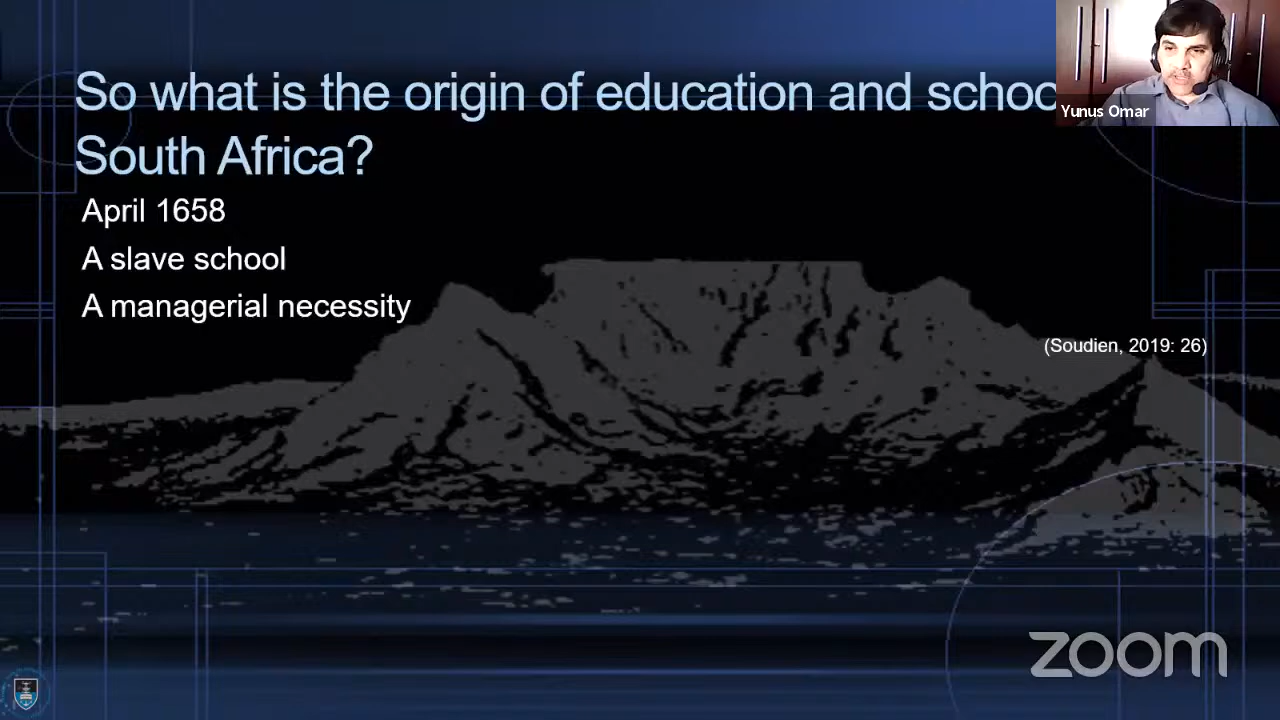 So what is the origin of education and schoo
South Africa?
Yunus Omar
April 1658
A slave school
A managerial necessity
(Soudien, 2019: 26)
zoom